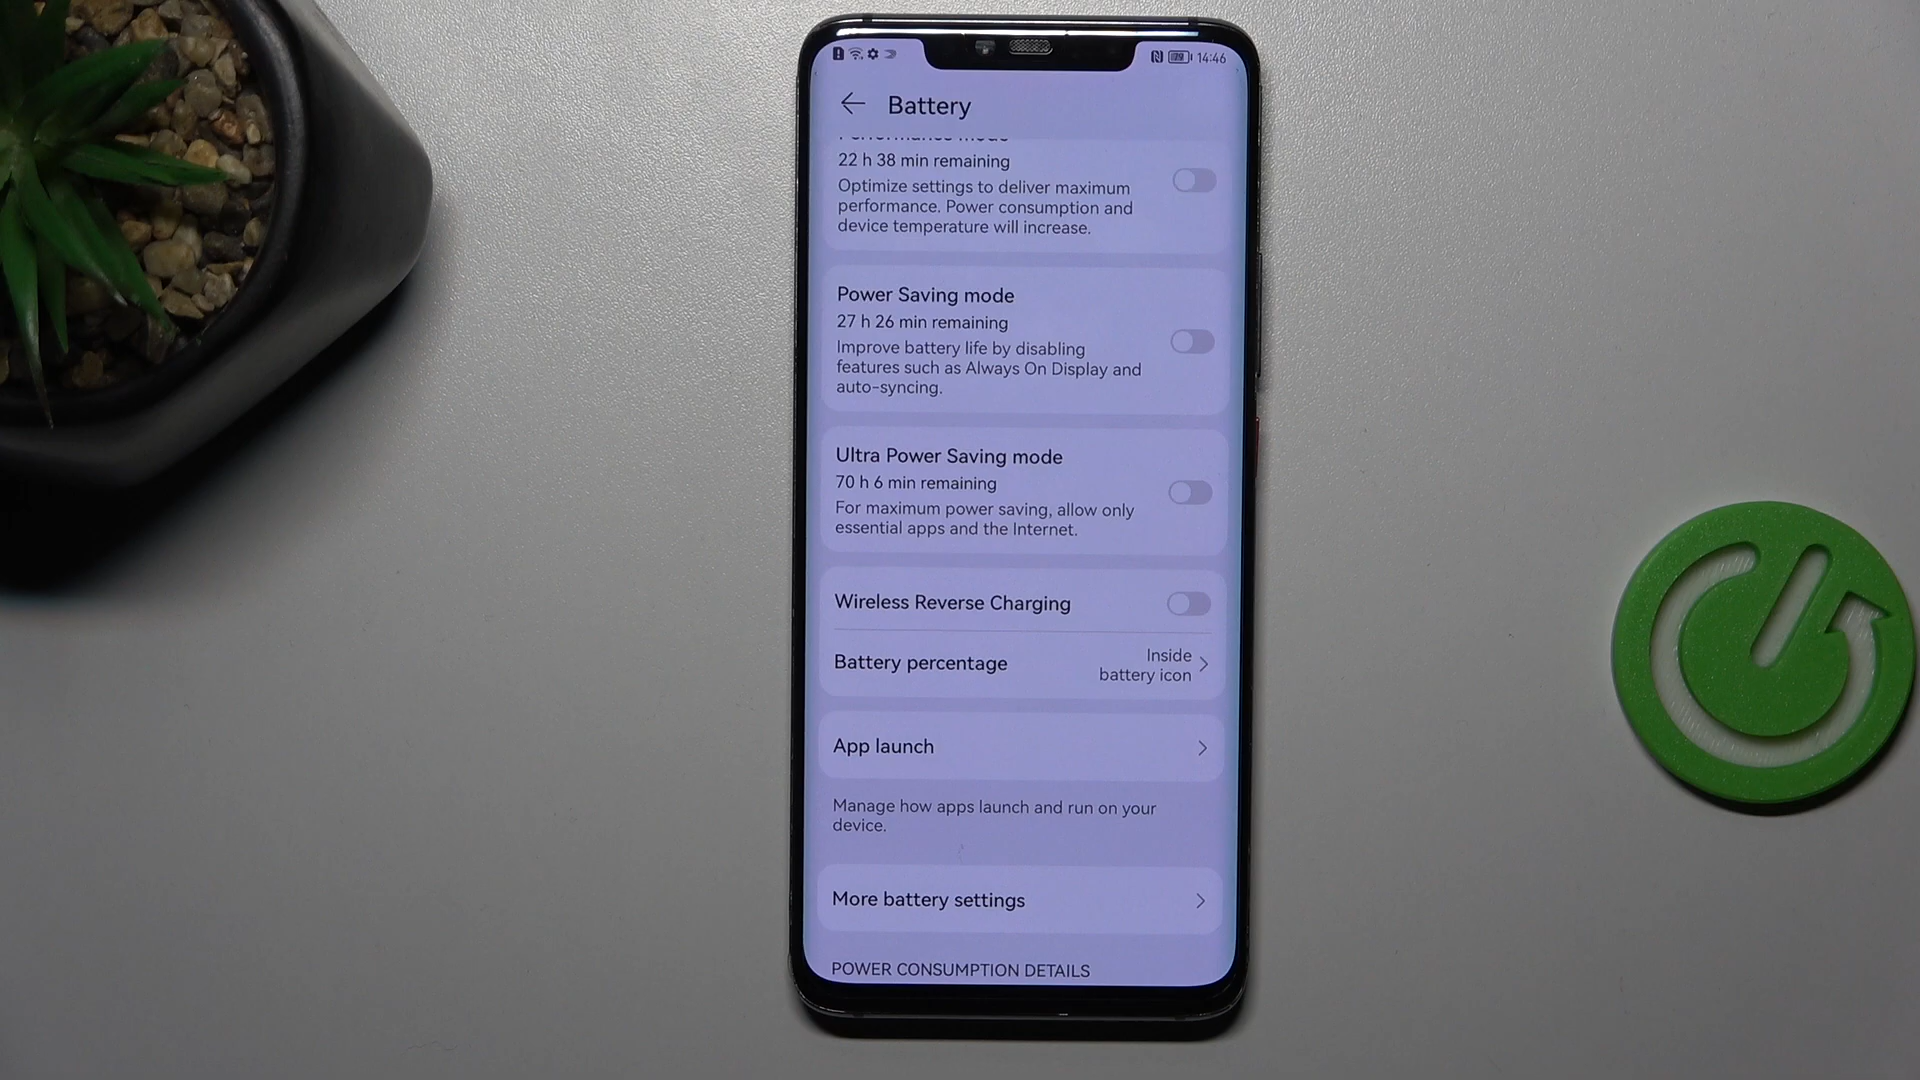 14:46
Battery
Performance mode
22 h 38 min remaining
Optimize settings to deliver maximum
performance. Power consumption and
device temperature will increase.
Power Saving mode
27 h 26 min remaining
Improve battery life by disabling
features such as Always On Display and
auto-syncing.
Ultra Power Saving mode
70 h 6 min remaining
For maximum power saving, allow only
essential apps and the Internet.
Wireless Reverse Charging
Battery percentage
Inside
battery icon
App launch
Manage how apps launch and run on your
device.
More battery settings
POWER CONSUMPTION DETAILS